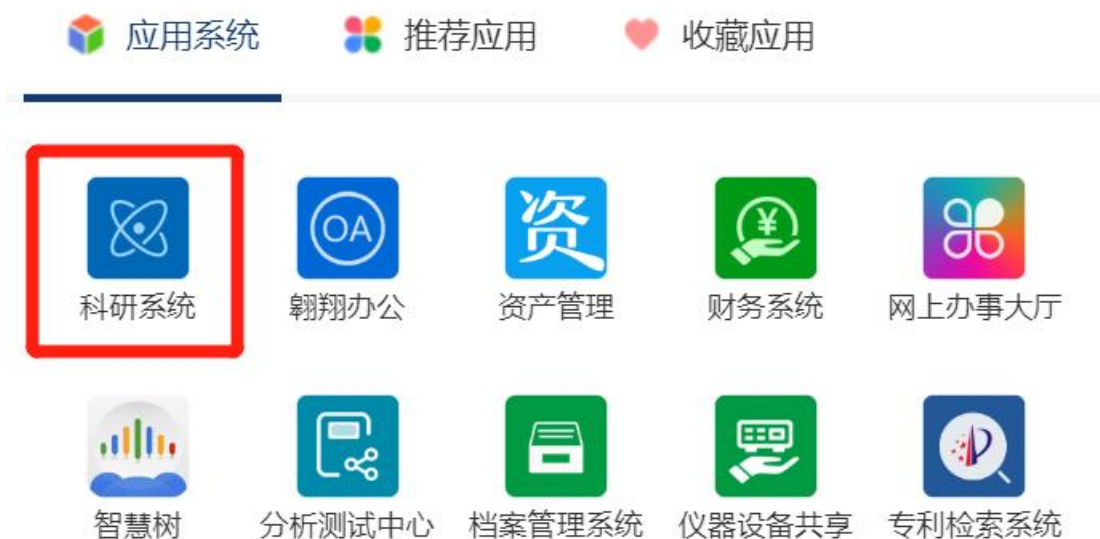 应用系统 推荐应用 收藏应用
OA 资 ¥
科研系统 翱翔办公 资产管理 财务系统 网上办事大厅
智慧树 分析测试中心 档案管理系统 仪器设备共享 专利检索系统